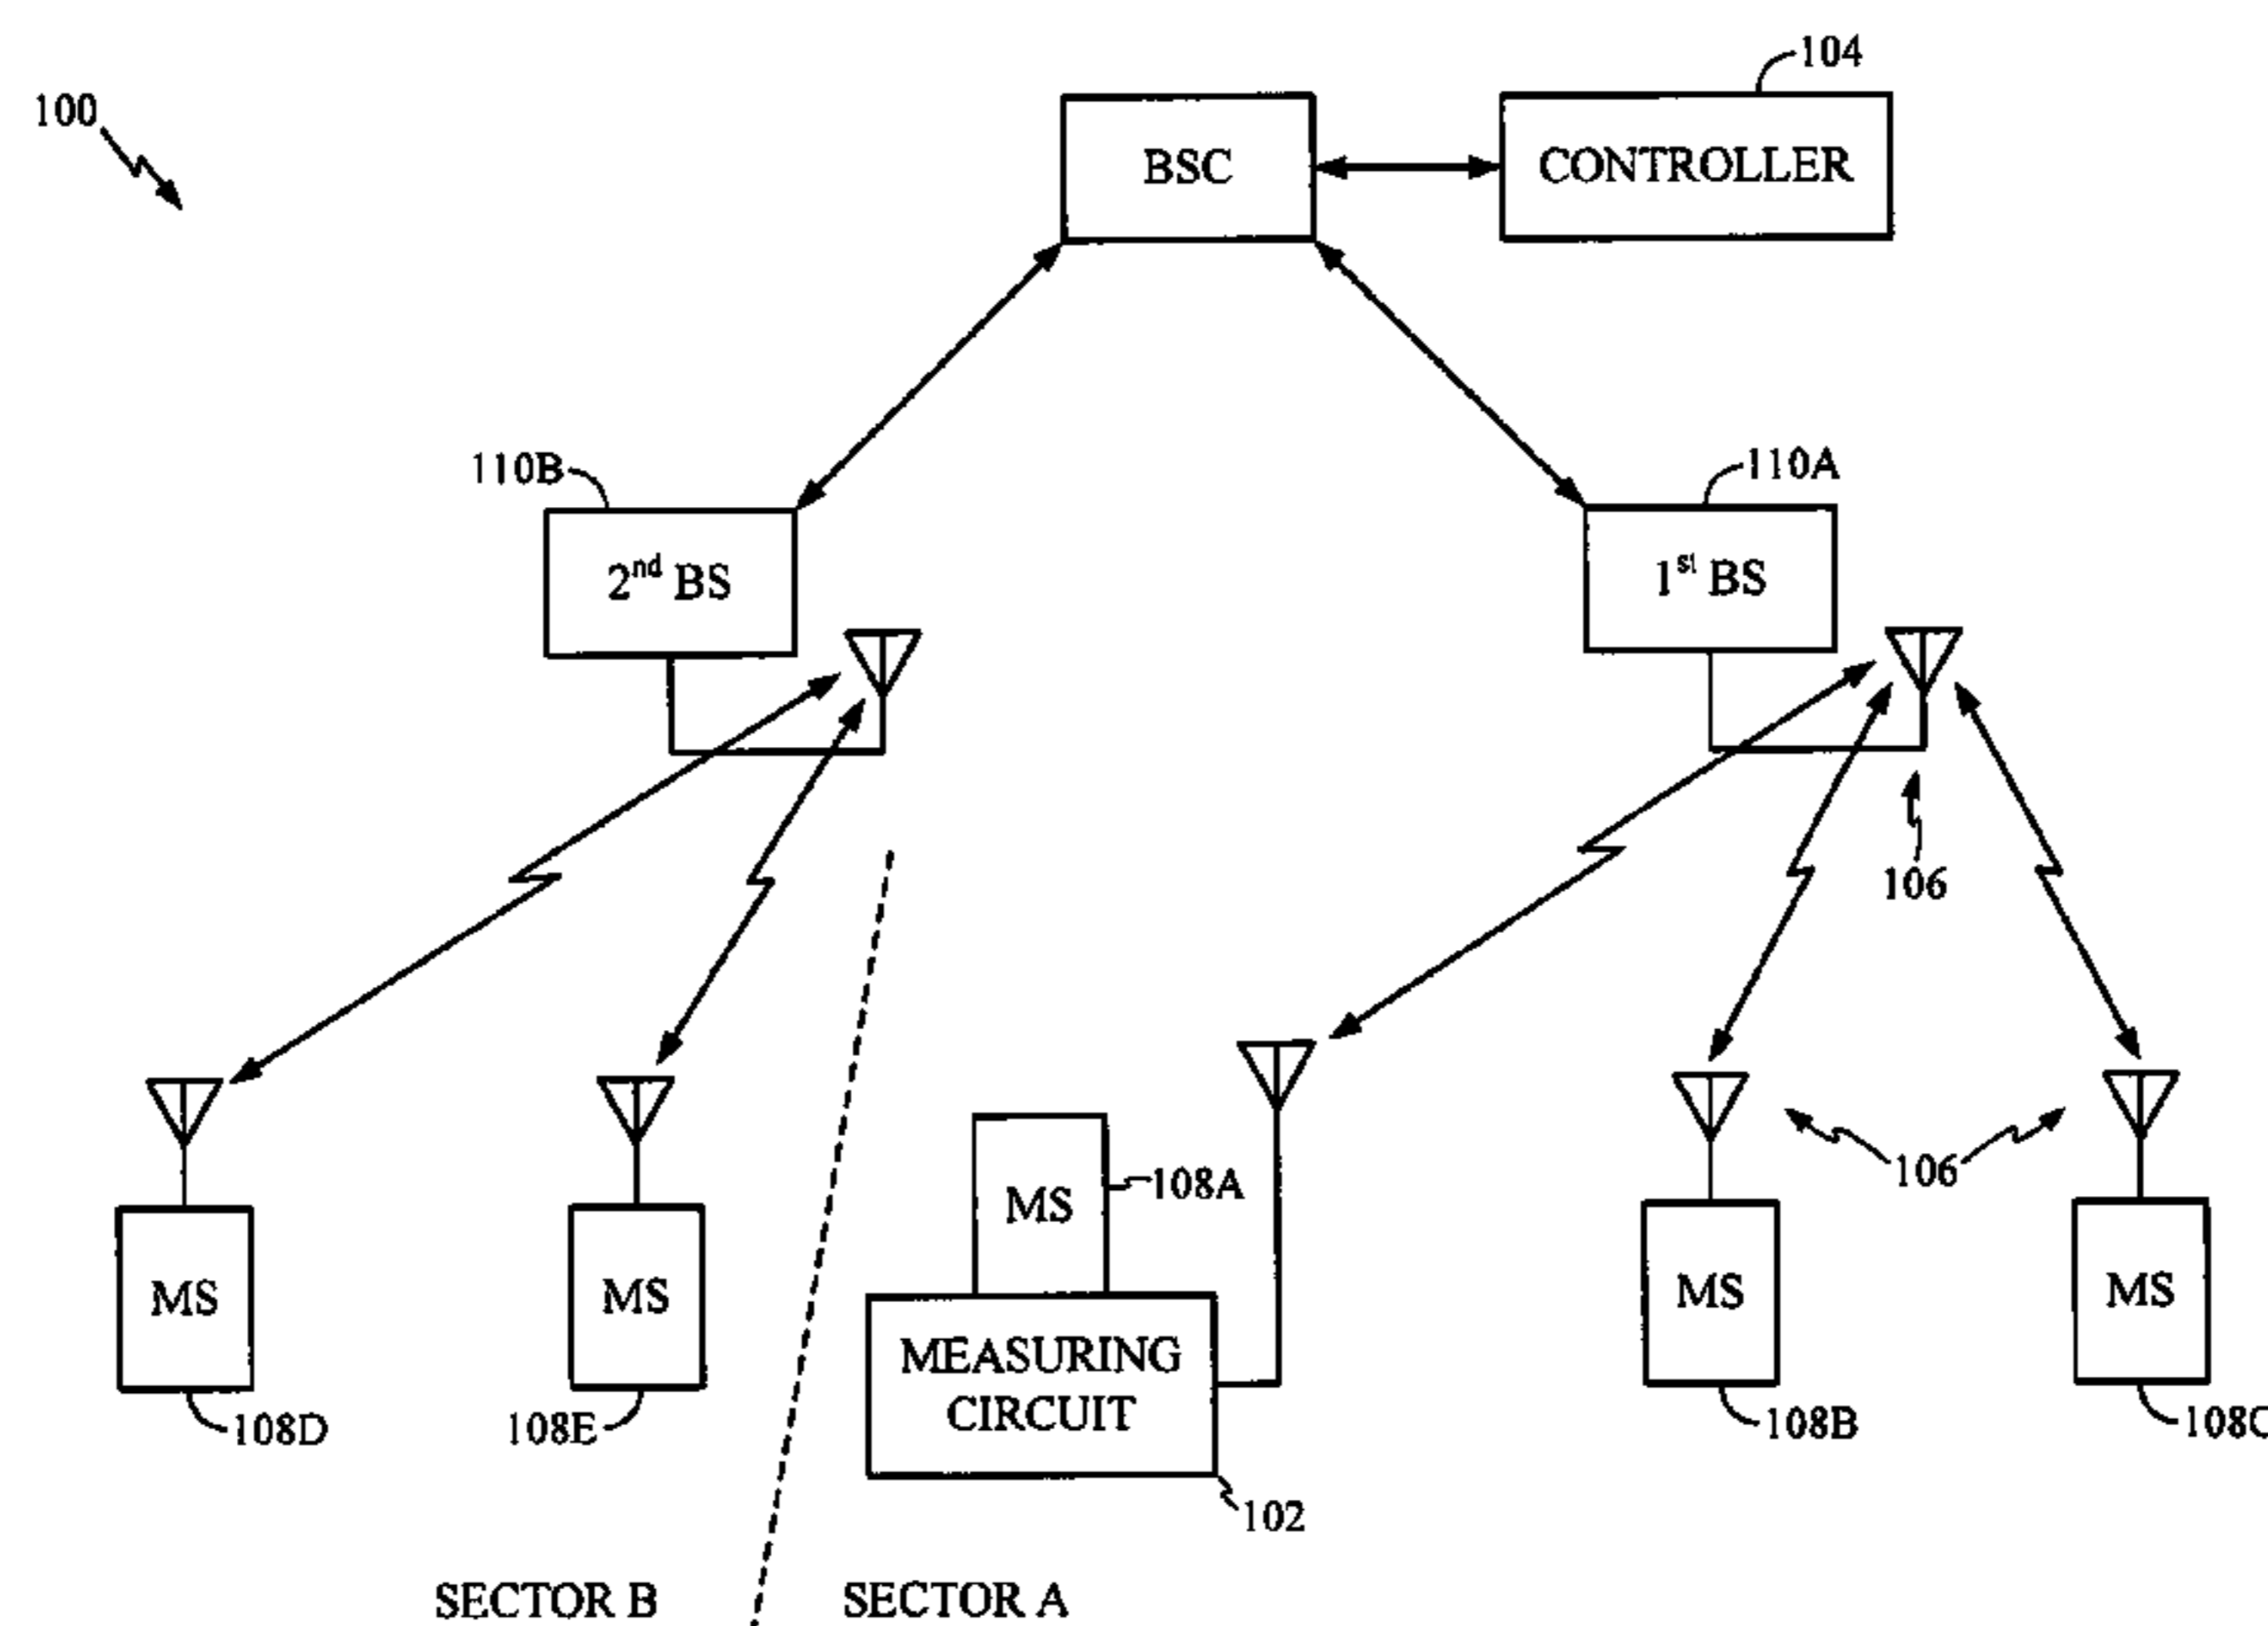 100
104
BSC
CONTROLLER
110B
110A
2nd BS
1st BS
106
106
MS
108A
MS
MS
MS
MS
MEASURING
CIRCUIT
108D
108E
108B
108C
102
SECTOR B
SECTOR A